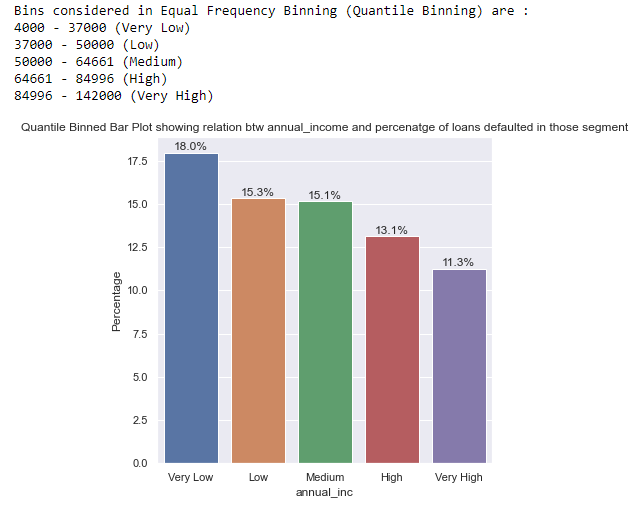 Bins considered in Equal Frequency Binning (Quantile Binning) are :
4000 - 37000 (Very Low)
37000 - 50000 (Low)
50000 - 64661 (Medium)
64661 - 84996 (High)
84996 - 142000 (Very High)
Quantile Binned Bar Plot showing relation btw annual_income and percenatge of loans defaulted in those segment
18.0%
15.3%
15.1%
13.1%
11.3%
17.5
15.0
12.5
10.0
7.5
5.0
2.5
0.0
Percentage
Very Low Low Medium High Very High
annual_inc